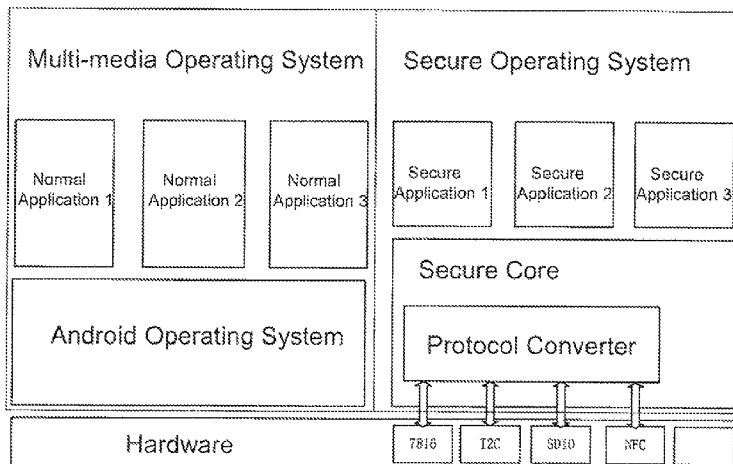 Multi-media Operating System
Secure Operating System
Normal
Application 1
Normal
Application 2
Normal
Application 3
Secure
Application 1
Secure
Application 2
Secure
Application 3
Secure Core
Android Operating System
Protocol Converter
Hardware
7816
I2C
SDIO
NFC